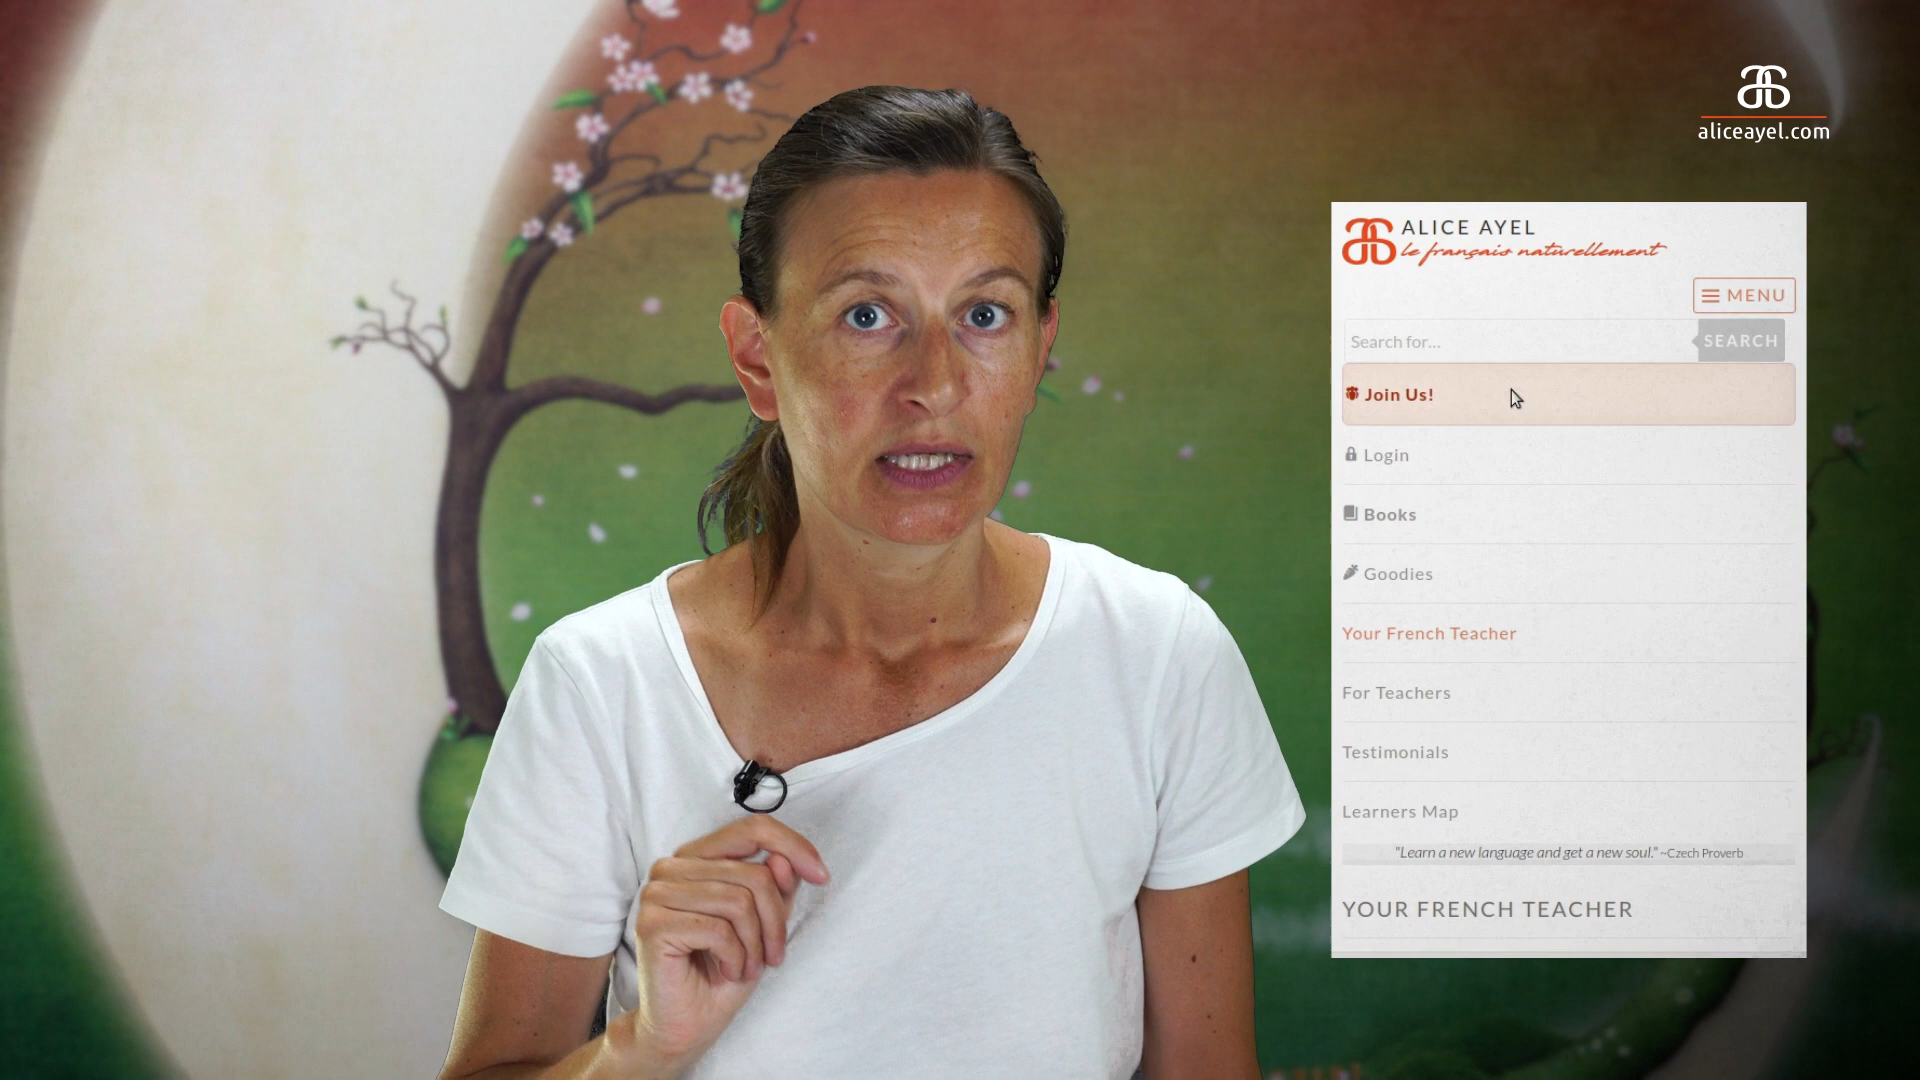 aliceayel.com
ALICE AYEL
le français naturellement
MENU
Search for...
SEARCH
Join Us!
Login
Books
Goodies
Your French Teacher
For Teachers
Testimonials
Learners Map
"Learn a new language and get a new soul." ~Czech Proverb
YOUR FRENCH TEACHER